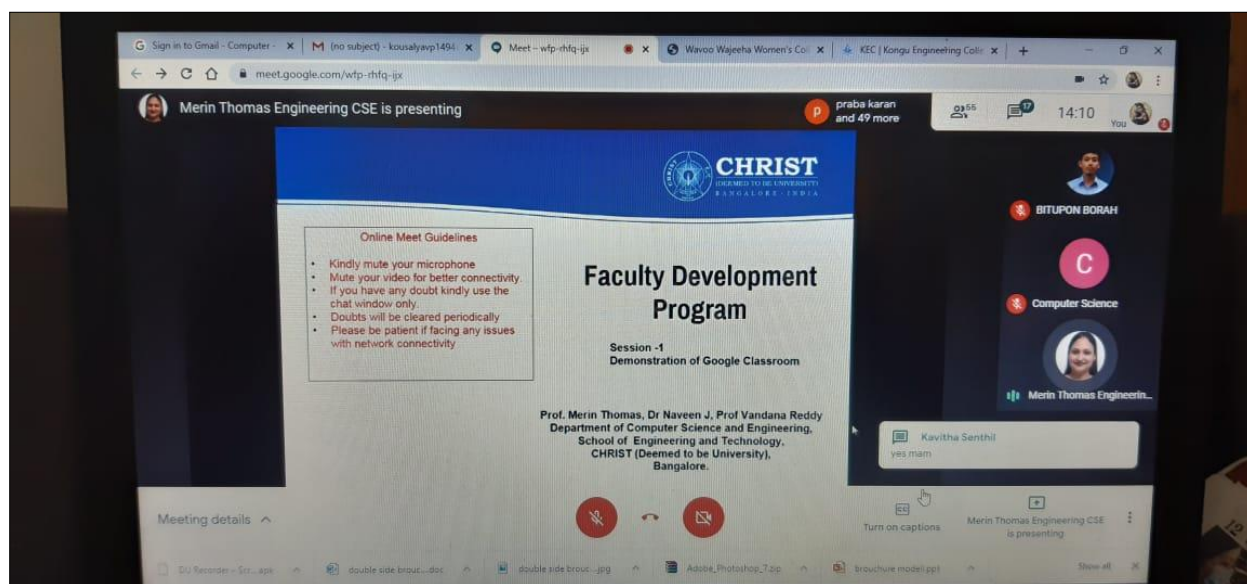 Sign in to Gmail - Computer -
(no subject) - kousalyavp1494
Meet – wfp-rhfq-ijx
Wavoo Wajeeha Women's Coll
KEC | Kongu Engineering Colle
meet.google.com/wfp-rhfq-ijx
Merin Thomas Engineering CSE is presenting
P
praba karan
and 49 more
55
17
14:10
You
CHRIST
(DEEMED TO BE UNIVERSITY)
BANGALORE · INDIA
Online Meet Guidelines
• Kindly mute your microphone
• Mute your video for better connectivity.
• If you have any doubt kindly use the
chat window only.
• Doubts will be cleared periodically
• Please be patient if facing any issues
with network connectivity
Faculty Development
Program
Session -1
Demonstration of Google Classroom
Prof. Merin Thomas, Dr Naveen J, Prof Vandana Reddy
Department of Computer Science and Engineering,
School of Engineering and Technology,
CHRIST (Deemed to be University),
Bangalore.
BITUPON BORAH
C
Computer Science
Merin Thomas Engineerin...
Kavitha Senthil
yes mam
Meeting details
CC
Turn on captions
Merin Thomas Engineering CSE
is presenting
DU Recorder – Scr....apk
double side brouc....doc
double side brouc....jpg
Adobe_Photoshop_7.zip
brouchure model.ppt
Show all
12